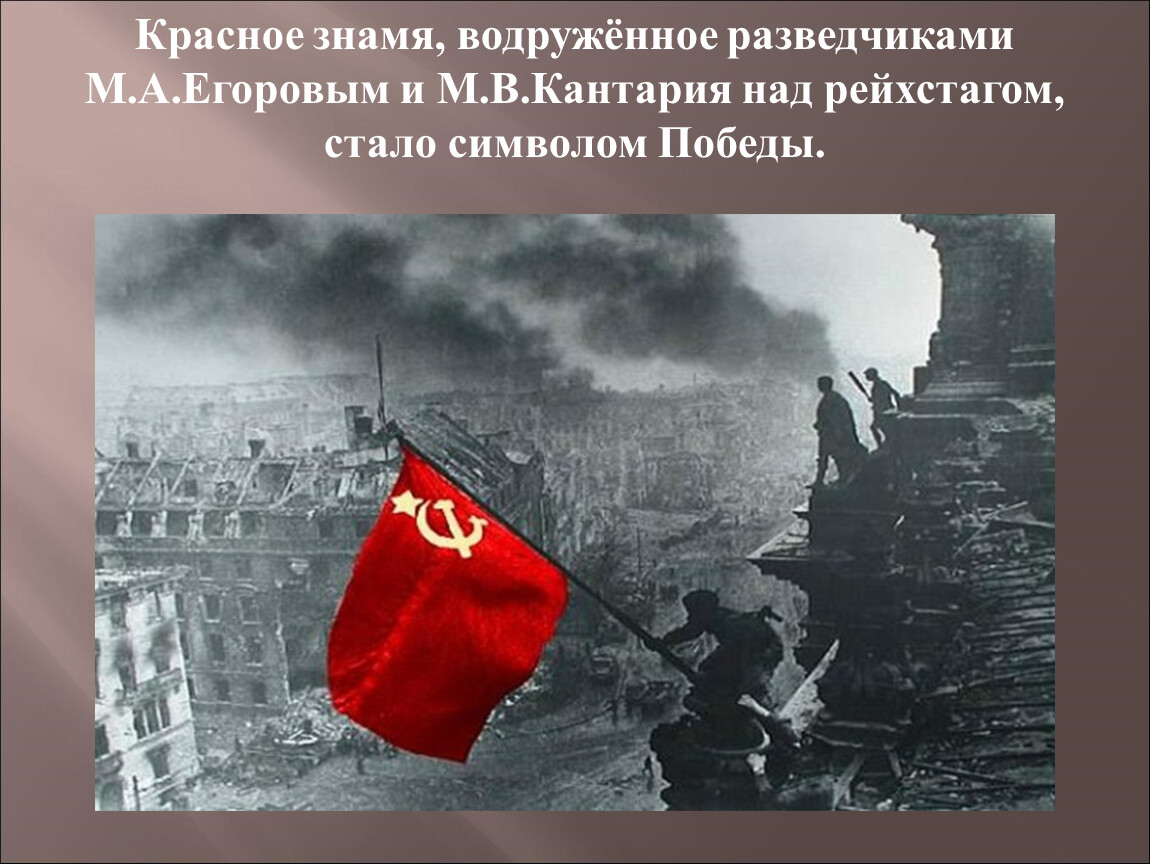 Красное знамя, водружённое разведчиками
М.А.Егоровым и М.В.Кантария над рейхстагом,
стало символом Победы.